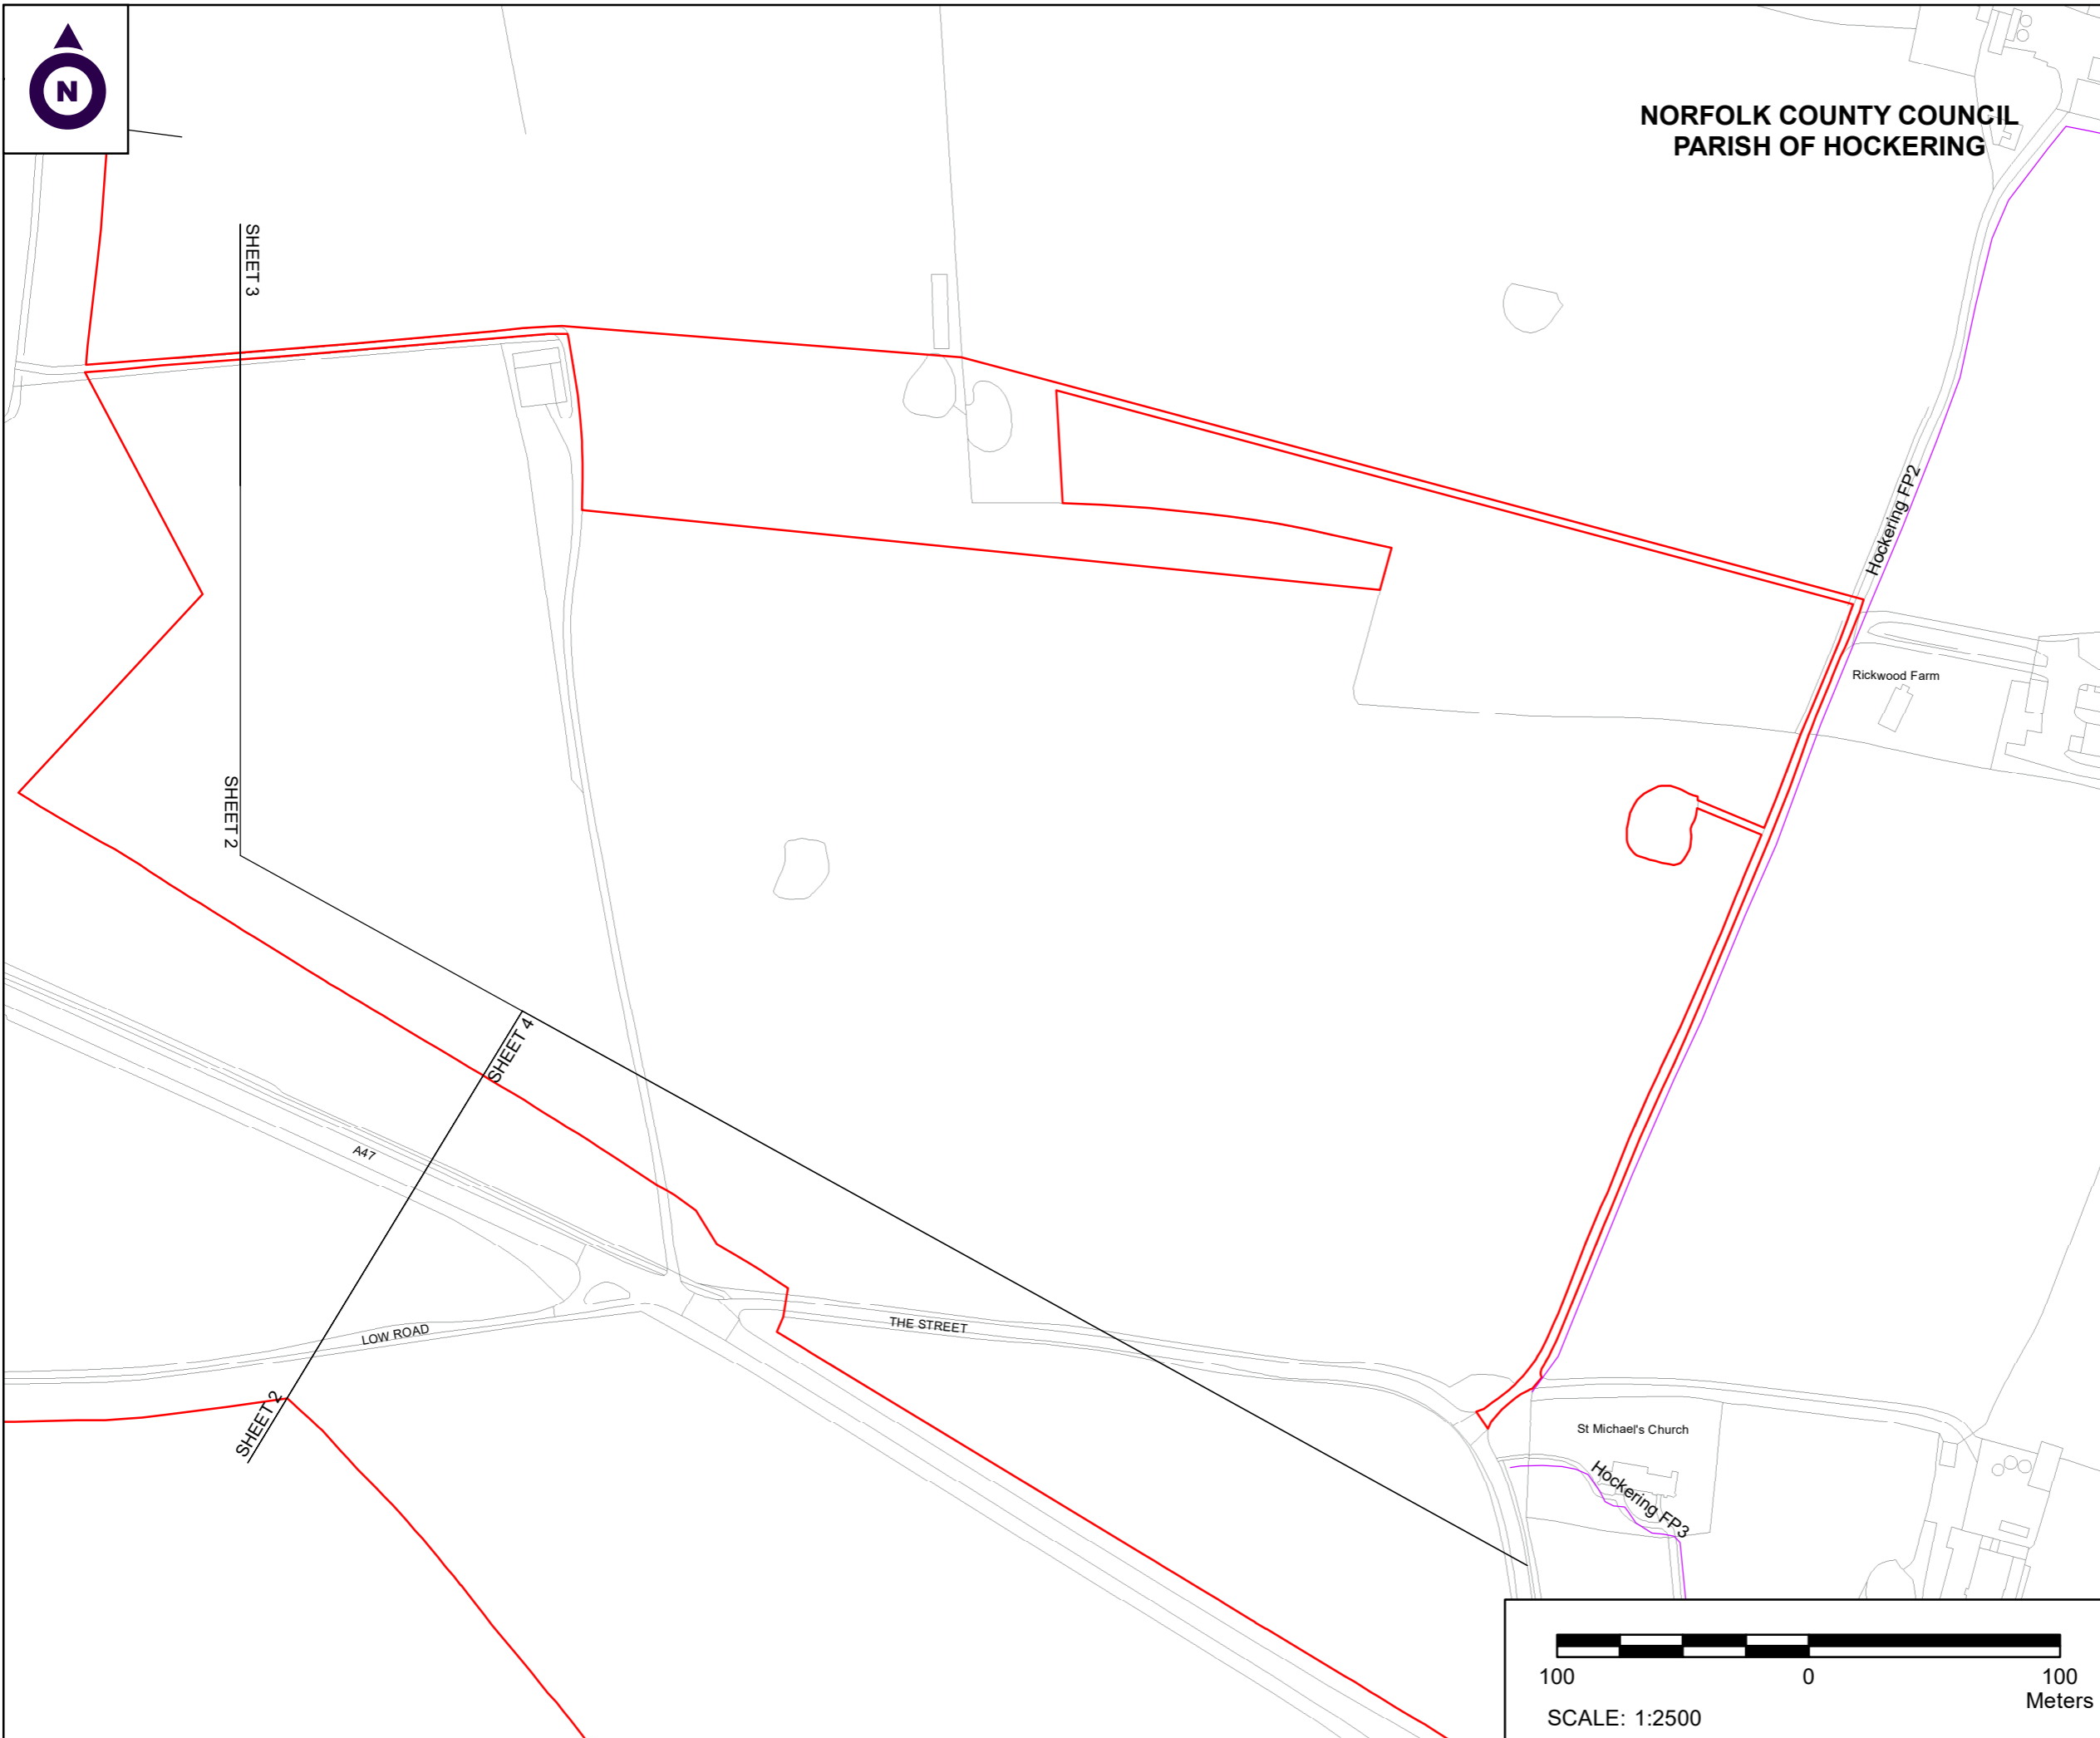 N
NORFOLK COUNTY COUNCIL
PARISH OF HOCKERING
SHEET 3
Hockering FP2
Rickwood Farm
SHEET 2
SHEET 4
A47
THE STREET
LOW ROAD
SHEET 2
St Michael's Church
Hockering FP3
100 0 100
Meters
SCALE: 1:2500